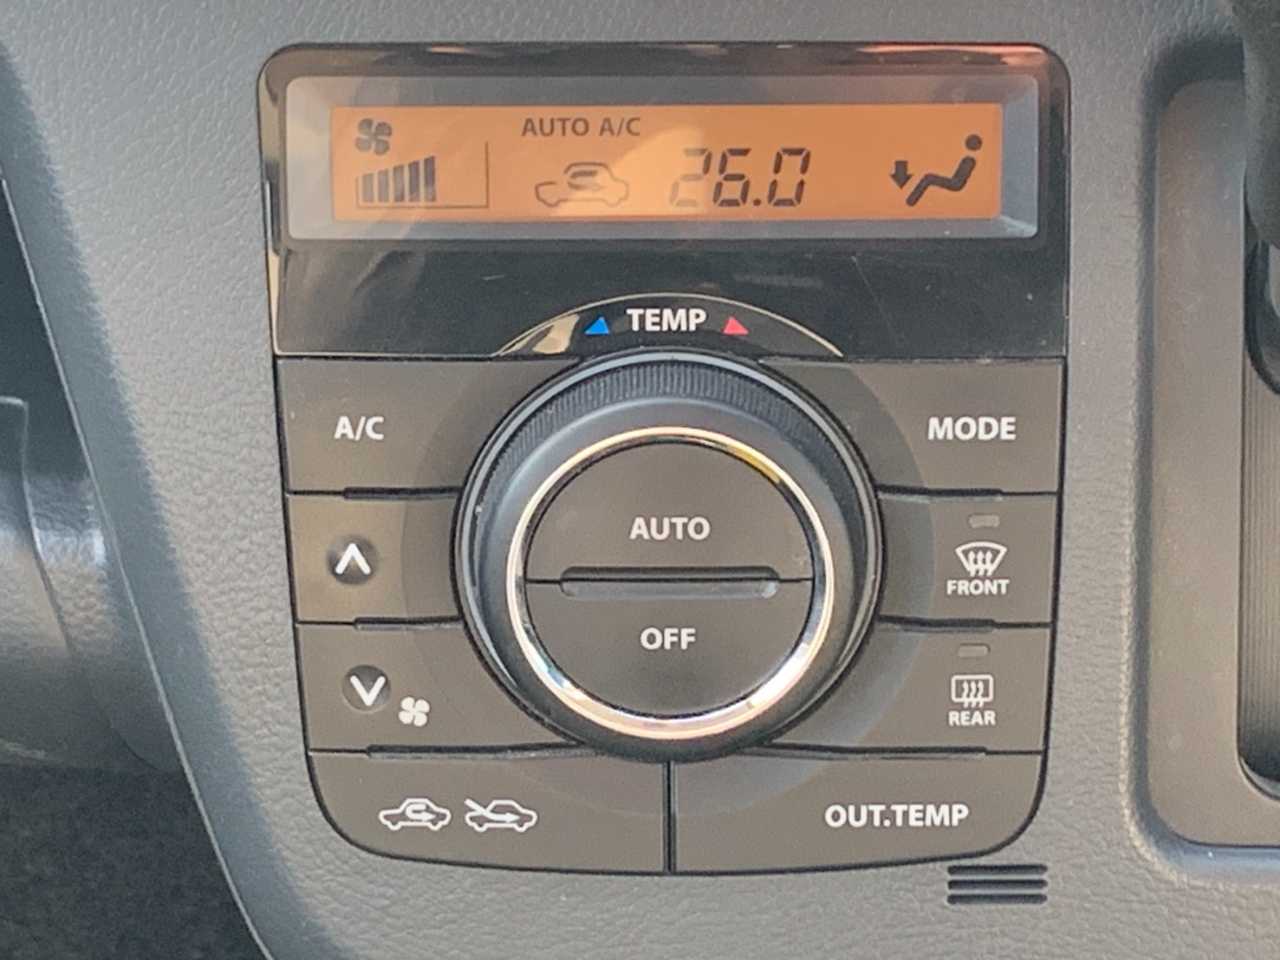 AUTO A/C
26.0
TEMP
A/C
MODE
AUTO
FRONT
OFF
REAR
OUT.TEMP